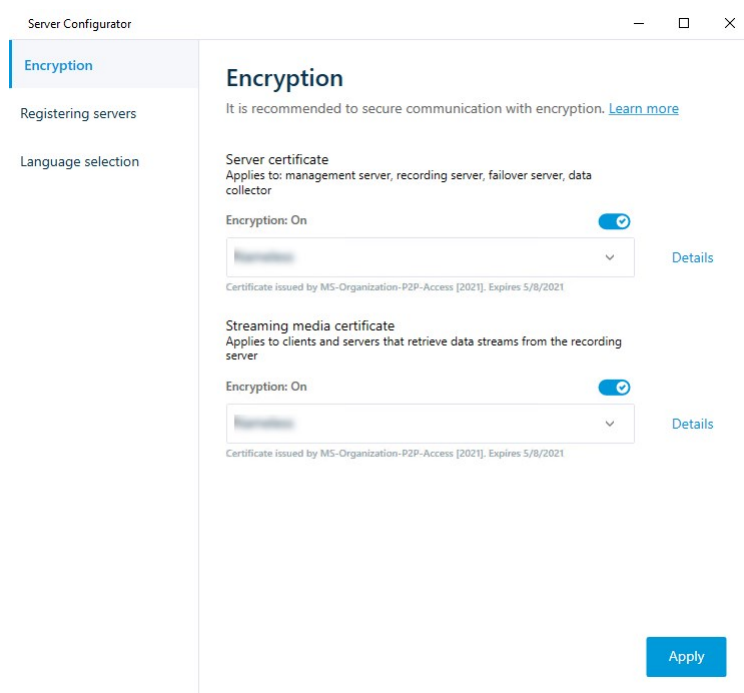 Server Configurator
Encryption
Registering servers
Language selection
Encryption
It is recommended to secure communication with encryption. Learn more
Server certificate
Applies to: management server, recording server, failover server, data
collector
Encryption: On
Details
Certificate issued by MS-Organization-P2P-Access [2021]. Expires 5/8/2021
Streaming media certificate
Applies to clients and servers that retrieve data streams from the recording
server
Encryption: On
Details
Certificate issued by MS-Organization-P2P-Access [2021]. Expires 5/8/2021
Apply